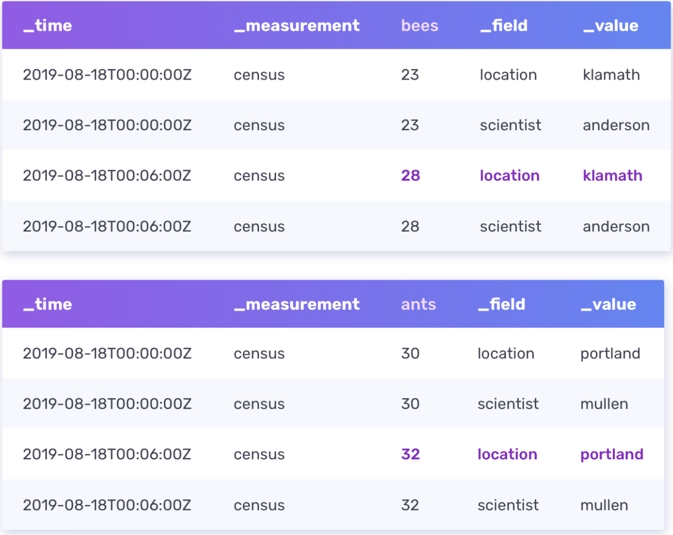 _time _measurement bees _field _value
2019-08-18T00:00:00Z census 23 location klamath
2019-08-18T00:00:00Z census 23 scientist anderson
2019-08-18T00:06:00Z census 28 location klamath
2019-08-18T00:06:00Z census 28 scientist anderson
_time _measurement ants _field _value
2019-08-18T00:00:00Z census 30 location portland
2019-08-18T00:00:00Z census 30 scientist mullen
2019-08-18T00:06:00Z census 32 location portland
2019-08-18T00:06:00Z census 32 scientist mullen